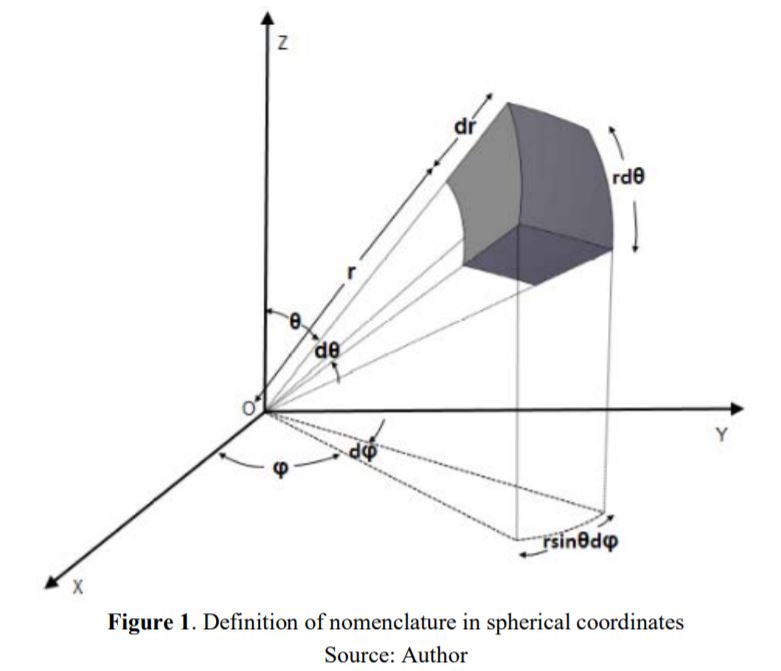 Z
dr
rdθ
r
θ
dθ
O
Y
dφ
φ
rsinθdφ
X
Figure 1. Definition of nomenclature in spherical coordinates
Source: Author